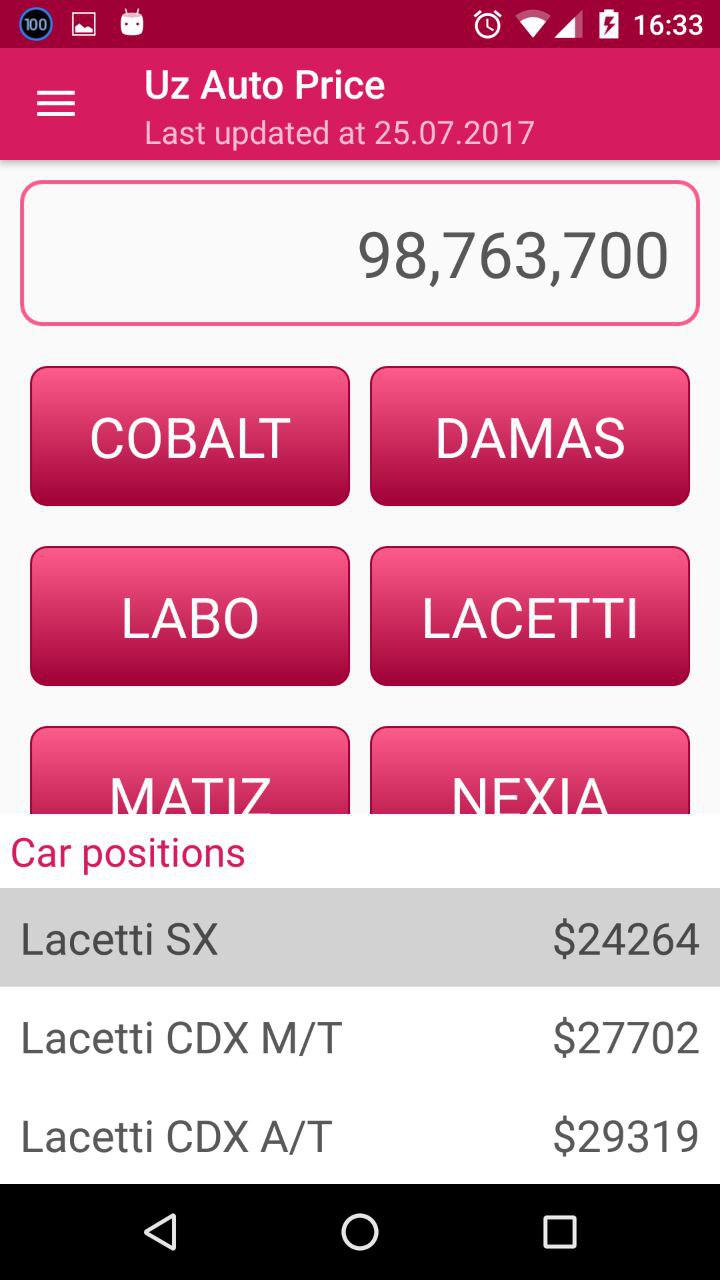 100 16:33
Uz Auto Price
Last updated at 25.07.2017
98,763,700
COBALT DAMAS
LABO LACETTI
MATIZ NEXIA
Car positions
Lacetti SX $24264
Lacetti CDX M/T $27702
Lacetti CDX A/T $29319